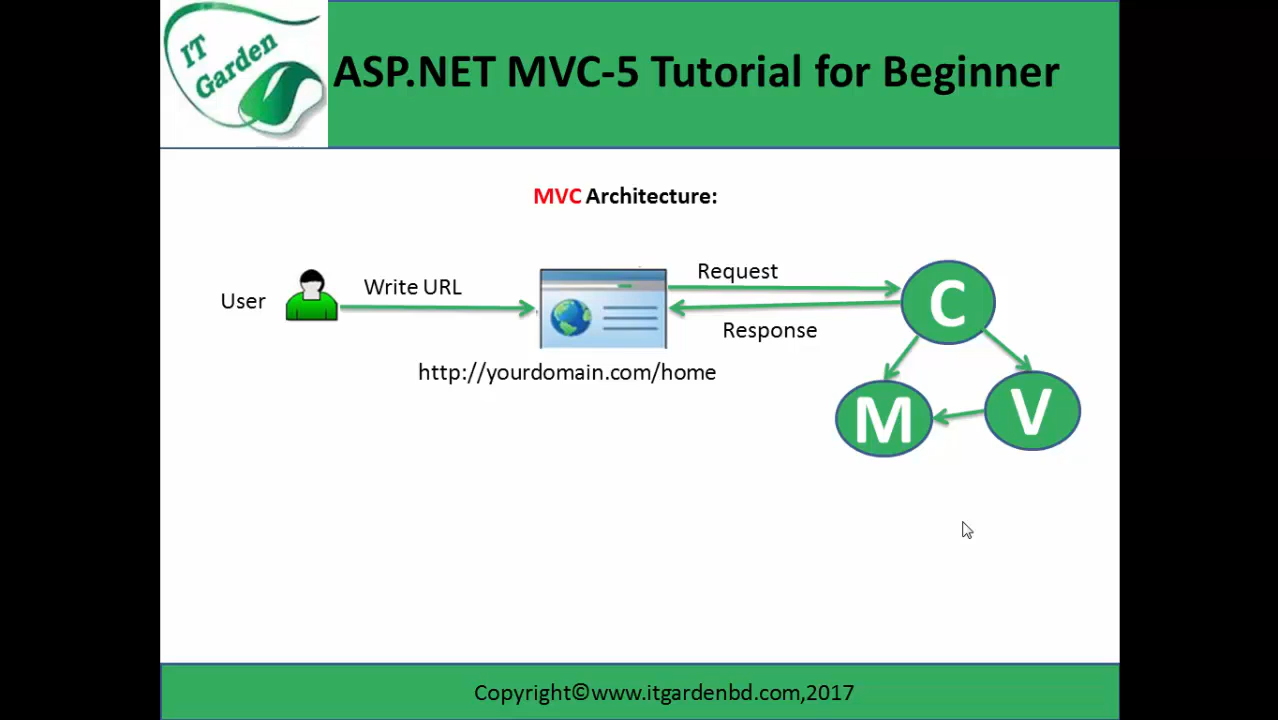 IT
Garden
ASP.NET MVC-5 Tutorial for Beginner
MVC Architecture:
User
Write URL
Request
Response
http://yourdomain.com/home
C
M
V
Copyright©www.itgardenbd.com,2017